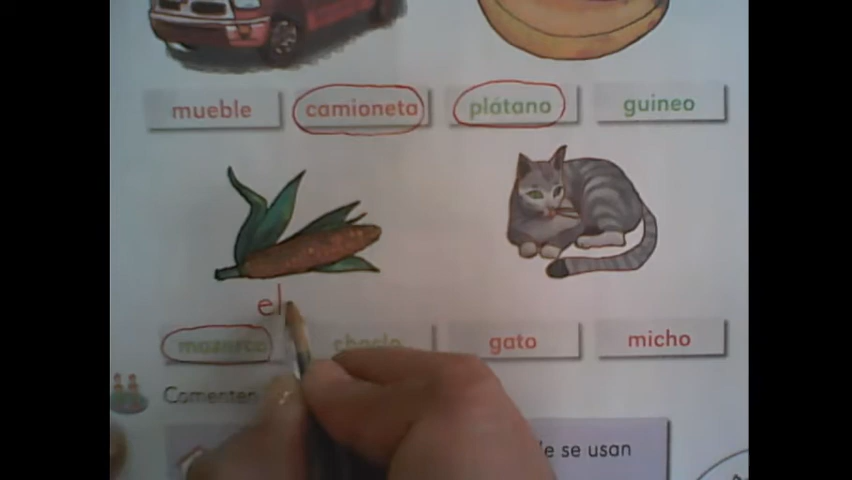 mueble camioneta plátano guineo
el
mazorca choclo gato micho
Comenten
se usan